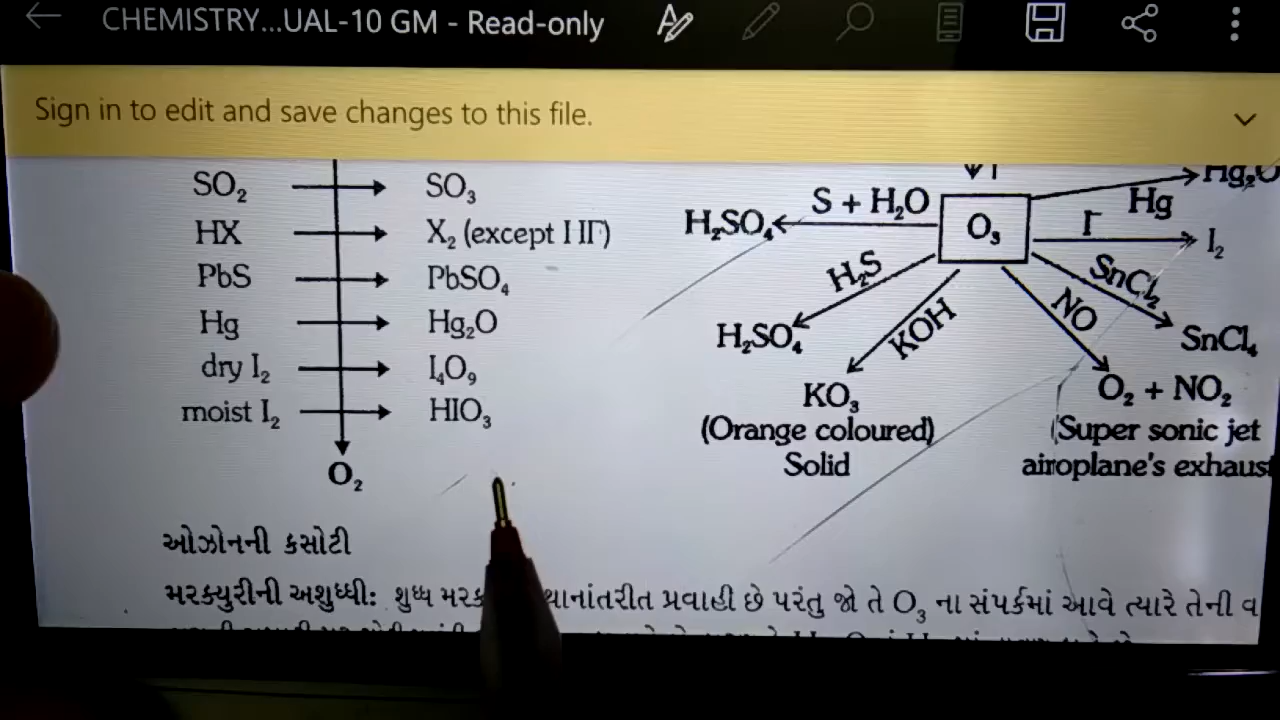 CHEMISTRY...UAL-10 GM - Read-only
Sign in to edit and save changes to this file.
SO₂ → SO₃
HX → X₂ (except I II⁻)
PbS → PbSO₄
Hg → Hg₂O
dry I₂ → I₄O₉
moist I₂ → HIO₃
O₂
Hg₂O
Hg
S + H₂O
H₂SO₄
O₃
I⁻
I₂
H₂S
SnCl₂
H₂SO₄
KOH
NO
SnCl₄
KO₃
O₂ + NO₂
(Orange coloured)
(Super sonic jet
Solid
airoplane's exhaust
ઓઝોનની કસોટી
મરક્યુરીની અશુધ્ધી: શુધ્ધ પ્રવાહી છે પરંતુ જો તે O₃ ના સંપર્કમાં આવે ત્યારે તેની